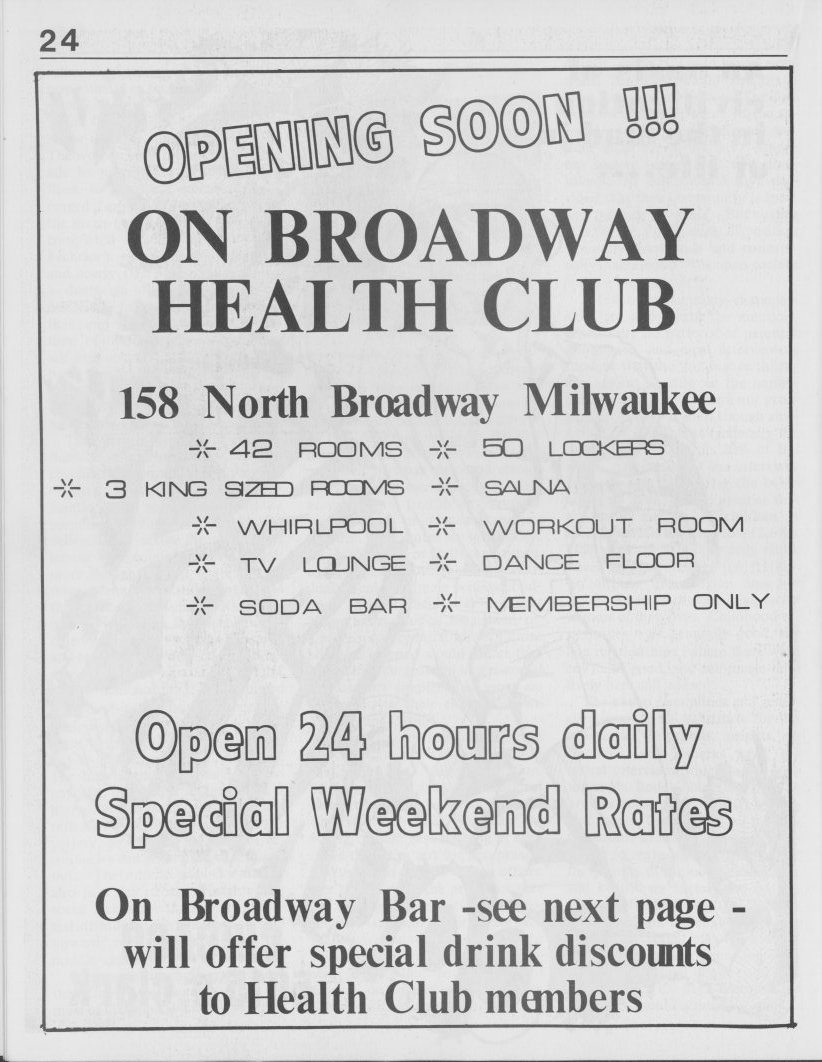 24
OPENING SOON !!!
ON BROADWAY
HEALTH CLUB
158 North Broadway Milwaukee
✳ 42 ROOMS ✳ 50 LOCKERS
✳ 3 KING SIZED ROOMS ✳ SAUNA
✳ WHIRLPOOL ✳ WORKOUT ROOM
✳ TV LOUNGE ✳ DANCE FLOOR
✳ SODA BAR ✳ MEMBERSHIP ONLY
Open 24 hours daily
Special Weekend Rates
On Broadway Bar -see next page -
will offer special drink discounts
to Health Club members